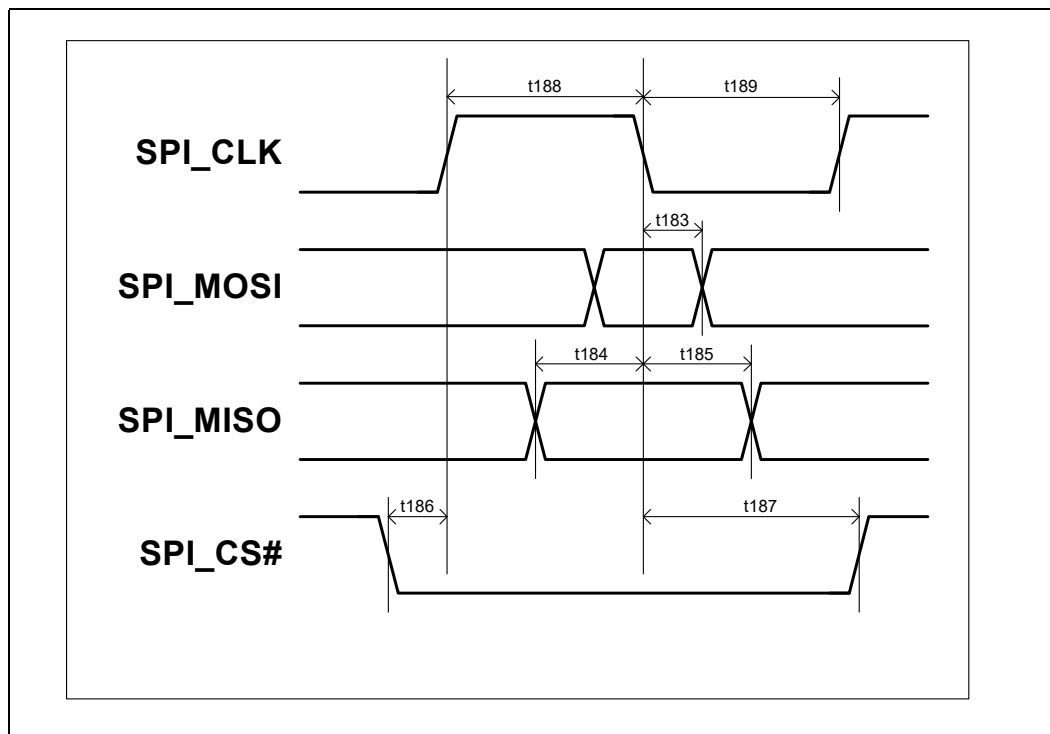 t188
t189
SPI_CLK
t183
SPI_MOSI
t184
t185
SPI_MISO
t186
t187
SPI_CS#